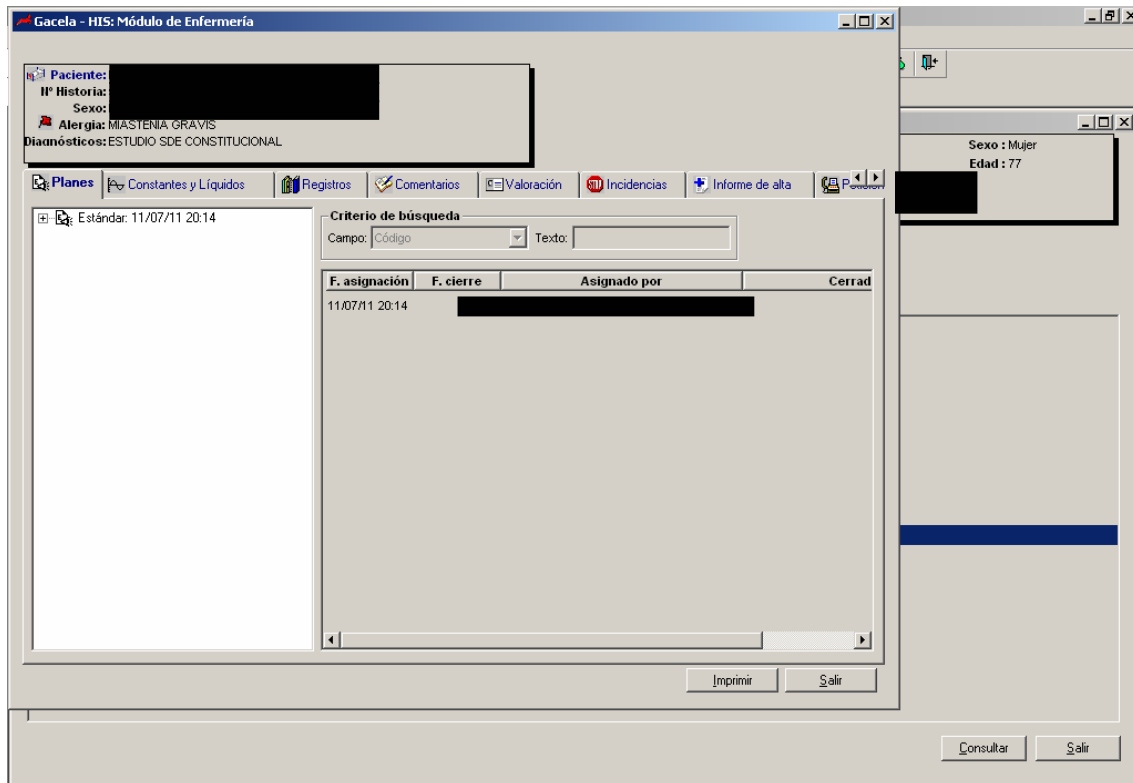 Gacela - HIS: Módulo de Enfermería
Paciente:
Nº Historia:
Sexo:
Alergia: MIASTENIA GRAVIS
Diagnósticos: ESTUDIO SDE CONSTITUCIONAL
Sexo : Mujer
Edad : 77
Planes Constantes y Líquidos Registros Comentarios Valoración Incidencias Informe de alta
Estándar: 11/07/11 20:14
Criterio de búsqueda
Campo: Código Texto:
F. asignación F. cierre Asignado por Cerrad
11/07/11 20:14
Imprimir Salir
Consultar Salir